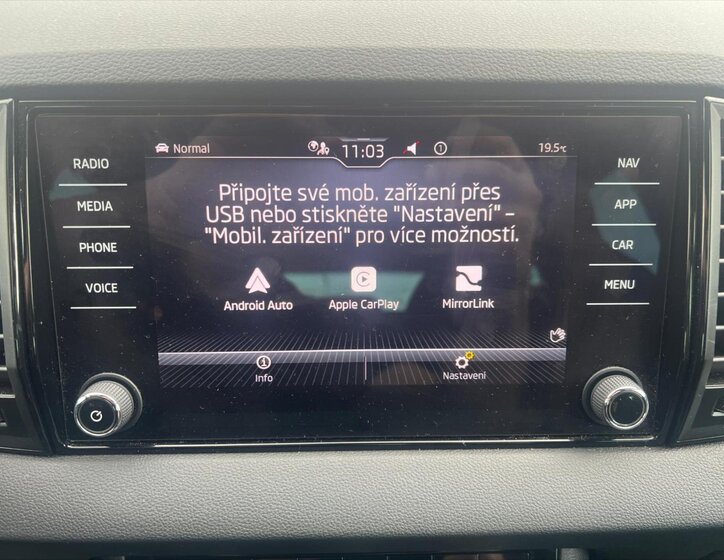 Normal 11:03 1 19.5°C
RADIO
MEDIA
PHONE
VOICE
Připojte své mob. zařízení přes
USB nebo stiskněte "Nastavení" –
"Mobil. zařízení" pro více možností.
Android Auto Apple CarPlay MirrorLink
Info Nastavení
NAV
APP
CAR
MENU